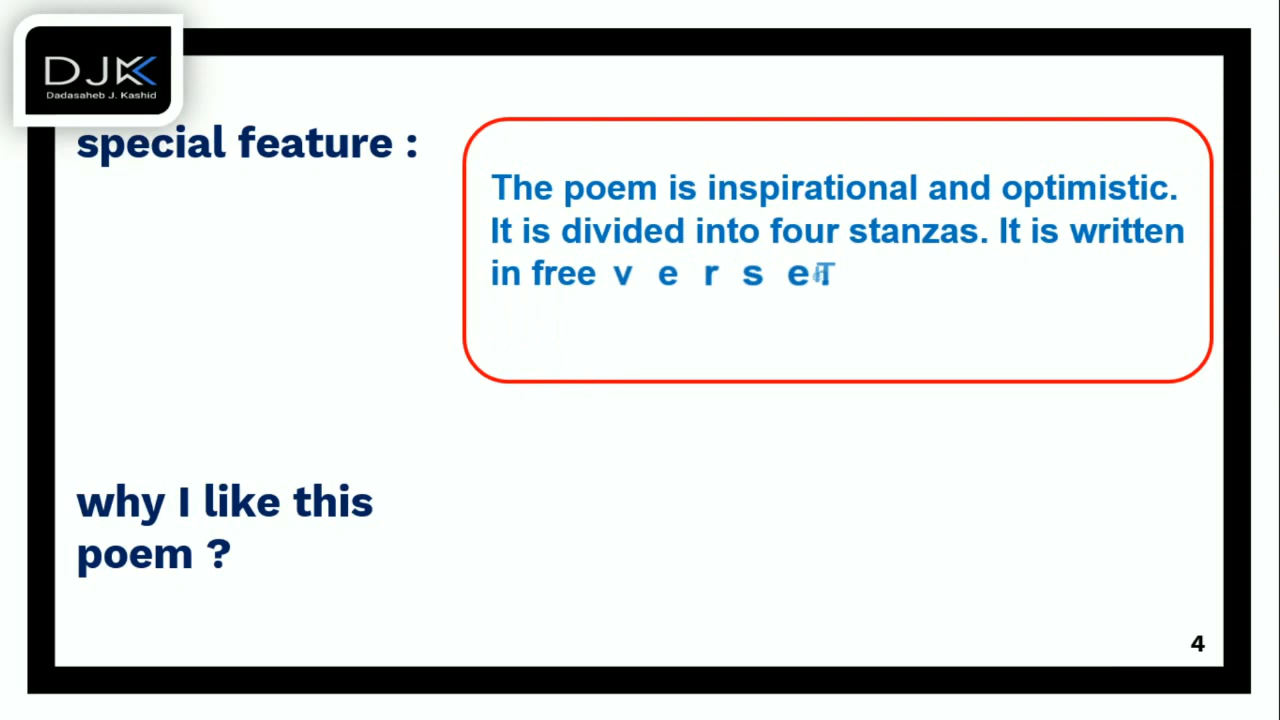 DJK
Dadasaheb J. Kashid
special feature :
The poem is inspirational and optimistic.
It is divided into four stanzas. It is written
in free v e r s e
why I like this
poem ?
4